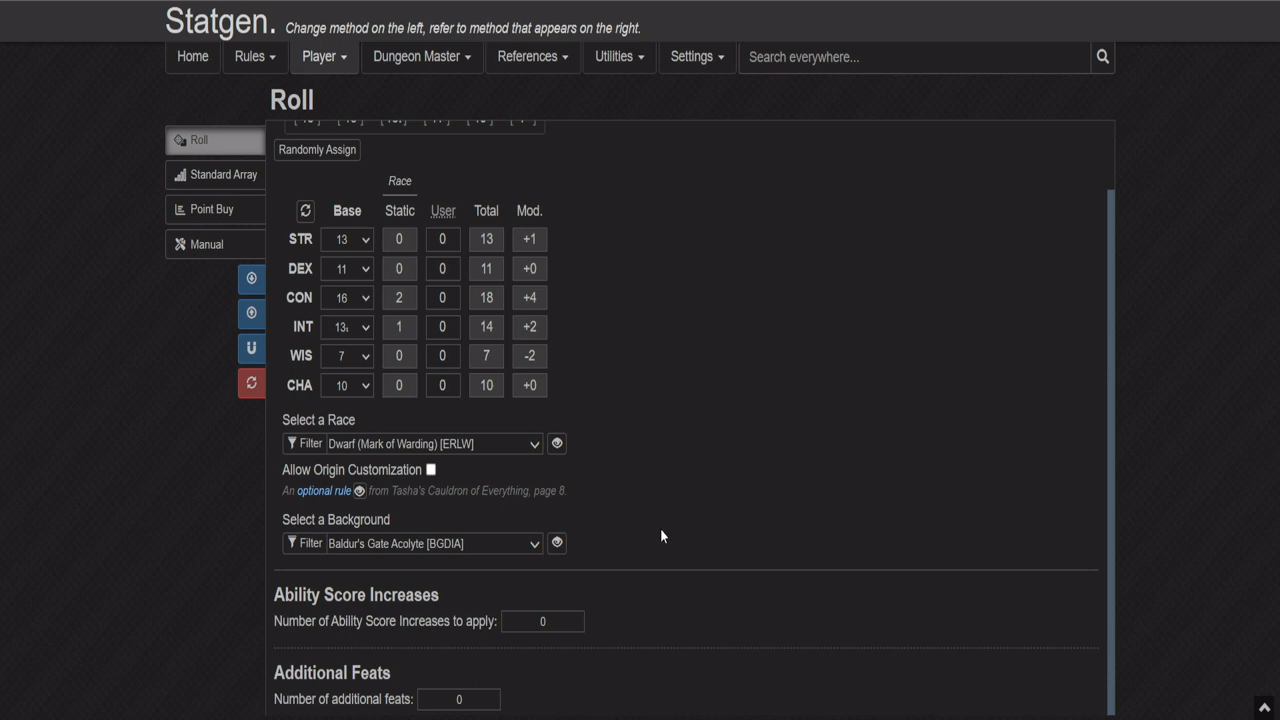 Statgen. Change method on the left, refer to method that appears on the right.
Home Rules Player Dungeon Master References Utilities Settings Search everywhere...
Roll
Roll
Standard Array
Point Buy
Manual
Randomly Assign
Race
Base Static User Total Mod.
STR 13 0 0 13 +1
DEX 11 0 0 11 +0
CON 16 2 0 18 +4
INT 13₁ 1 0 14 +2
WIS 7 0 0 7 -2
CHA 10 0 0 10 +0
Select a Race
Filter Dwarf (Mark of Warding) [ERLW]
Allow Origin Customization
An optional rule from Tasha's Cauldron of Everything, page 8.
Select a Background
Filter Baldur's Gate Acolyte [BGDIA]
Ability Score Increases
Number of Ability Score Increases to apply: 0
Additional Feats
Number of additional feats: 0